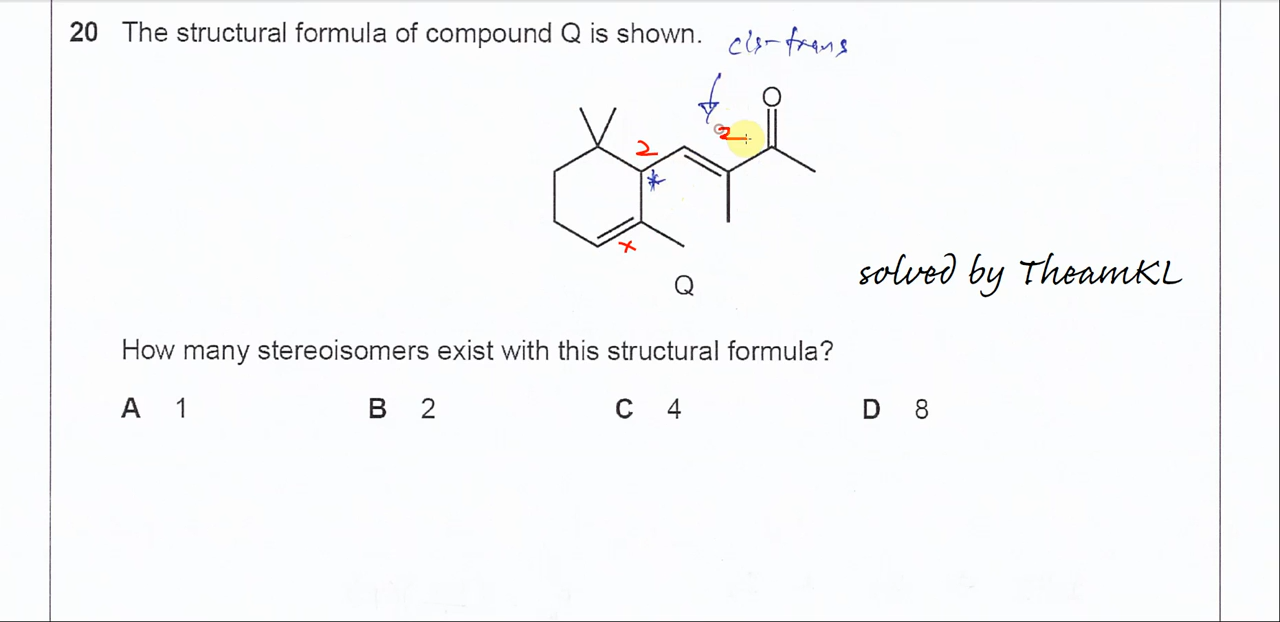 20 The structural formula of compound Q is shown.
cis-trans
O
2
2
*
x
Q
solved by TheamKL
How many stereoisomers exist with this structural formula?
A 1 B 2 C 4 D 8